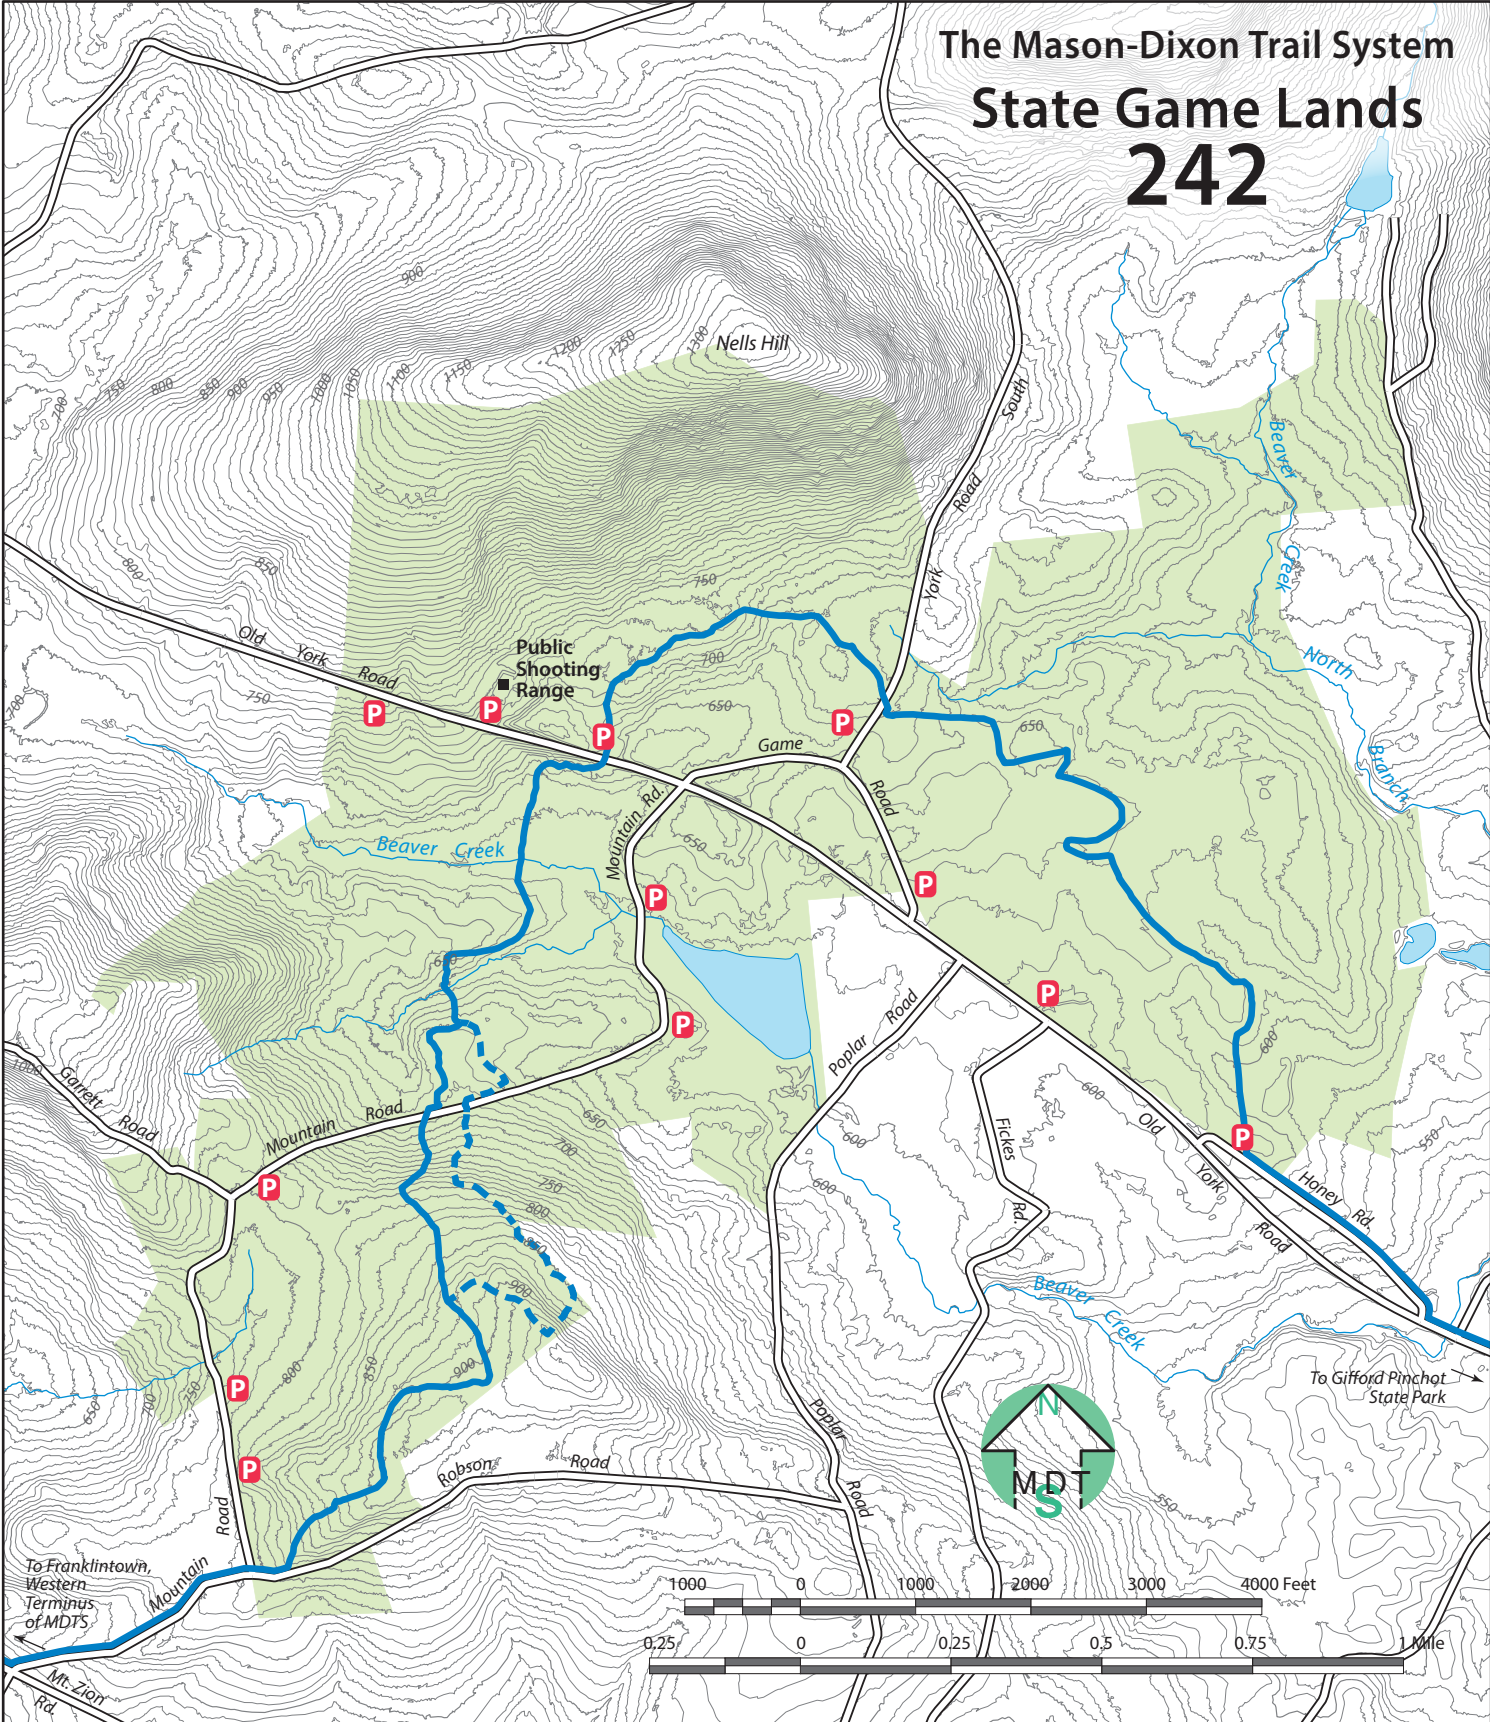 The Mason-Dixon Trail System
State Game Lands
242
900
Nells Hill
1300
1250
1200
1150
1100
1050
1000
950
900
850
800
750
700
South
Road
York
Beaver
Creek
North
Branch
800
850
750
Old York Road
750
700
Public
Shooting
Range
700
650
650
P
P
P
P
Game
Road
Mountain Rd.
650
Beaver Creek
P
P
650
P
P
Poplar
Road
600
600
1000
Garrett
Road
Mountain Road
650
700
750
800
850
900
P
600
600
Fickes
Rd.
Old
York
Road
P
Honey Rd.
550
Beaver
Creek
To Gifford Pinchot
State Park
800
850
900
750
700
650
P
P
Poplar
Road
Robson Road
Road
N
MDT
S
550
To Franklintown,
Western
Terminus
of MDTS
Mountain
Mt. Zion
Rd.
1000 0 1000 2000 3000 4000 Feet
0.25 0 0.25 0.5 0.75 1 Mile